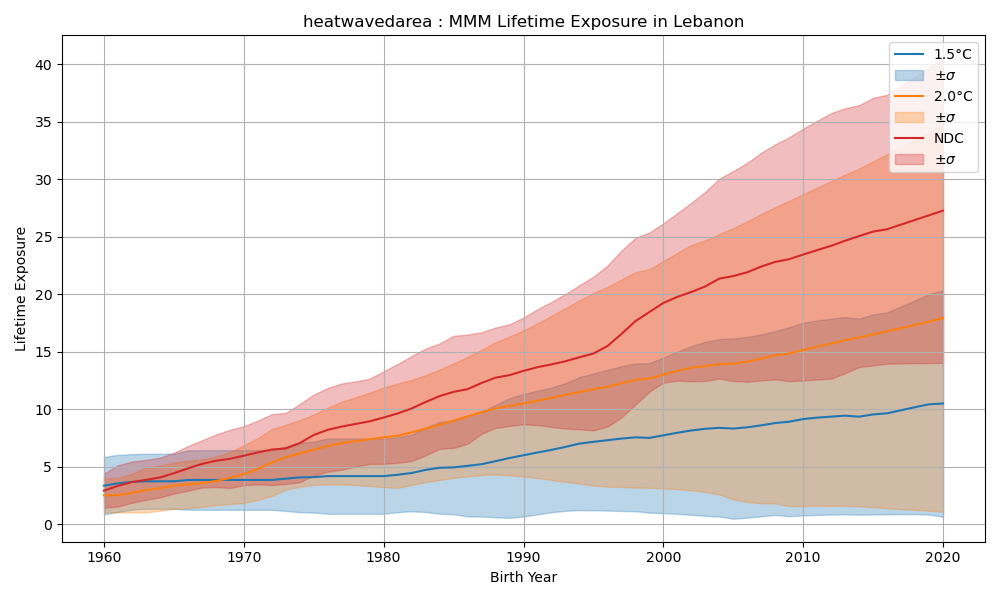 heatwavedarea : MMM Lifetime Exposure in Lebanon
1.5°C
±σ
2.0°C
±σ
NDC
±σ
40
35
30
25
20
15
10
5
0
Lifetime Exposure
1960 1970 1980 1990 2000 2010 2020
Birth Year